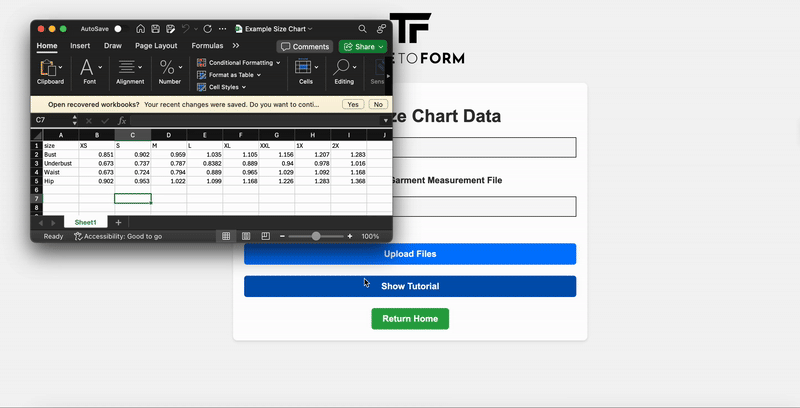 AutoSave
Example Size Chart
Home Insert Draw Page Layout Formulas Comments Share
Clipboard Font Alignment Number Conditional Formatting Format as Table Cell Styles Cells Editing
Open recovered workbooks? Your recent changes were saved. Do you want to conti... Yes No
C7 fx
A B C D E F G H I J
1 size XS S M L XL XXL 1X 2X
2 Bust 0.851 0.902 0.959 1.035 1.105 1.156 1.207 1.283
3 Underbust 0.673 0.737 0.787 0.8382 0.889 0.94 0.978 1.016
4 Waist 0.673 0.724 0.794 0.889 0.965 1.029 1.092 1.168
5 Hip 0.902 0.953 1.022 1.099 1.168 1.226 1.283 1.368
6
7
8
Sheet1
Ready Accessibility: Good to go 100%
TF
E TO FORM
ze Chart Data
Garment Measurement File
Upload Files
Show Tutorial
Return Home